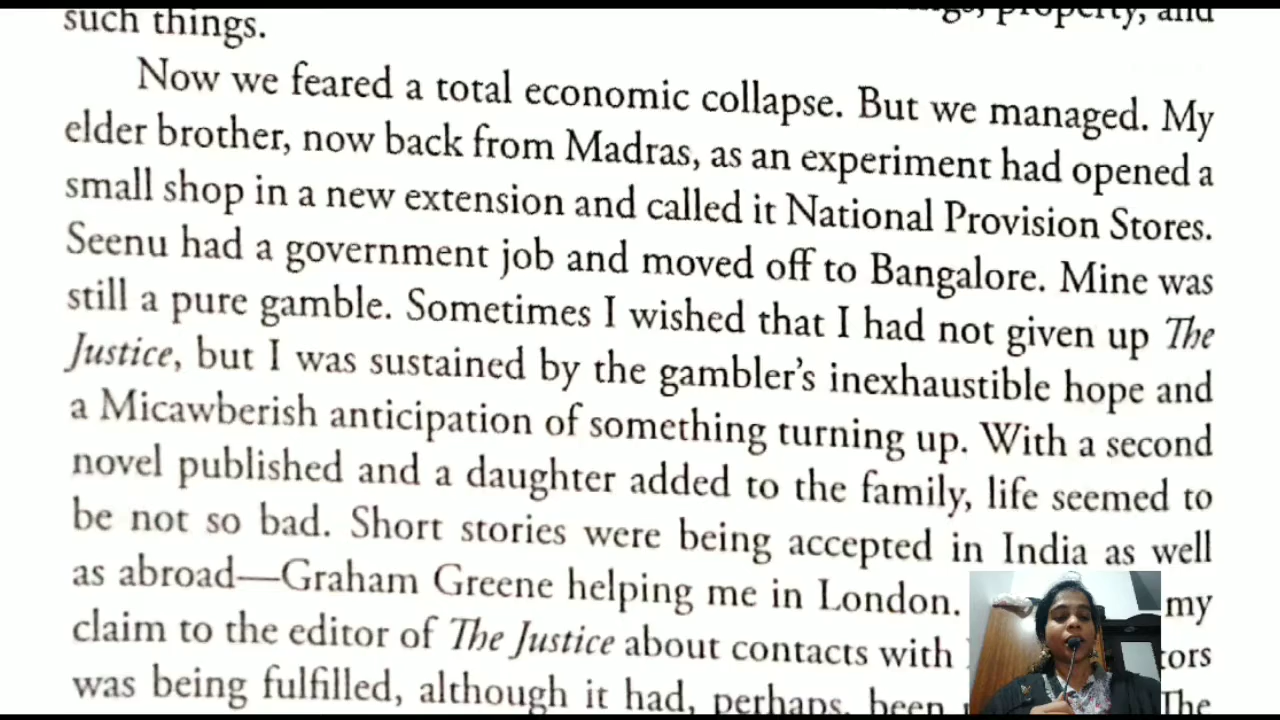 such things. property, and
Now we feared a total economic collapse. But we managed. My
elder brother, now back from Madras, as an experiment had opened a
small shop in a new extension and called it National Provision Stores.
Seenu had a government job and moved off to Bangalore. Mine was
still a pure gamble. Sometimes I wished that I had not given up The
Justice, but I was sustained by the gambler’s inexhaustible hope and
a Micawberish anticipation of something turning up. With a second
novel published and a daughter added to the family, life seemed to
be not so bad. Short stories were being accepted in India as well
as abroad—Graham Greene helping me in London. my
claim to the editor of The Justice about contacts with tors
was being fulfilled, although it had, perhaps, been The